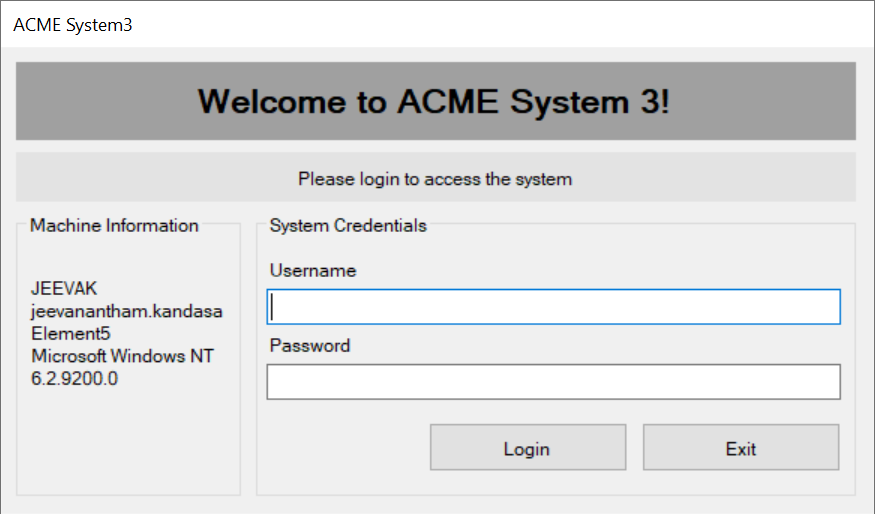 ACME System3
Welcome to ACME System 3!
Please login to access the system
Machine Information
JEEVAK
jeevanantham.kandasa
Element5
Microsoft Windows NT
6.2.9200.0
System Credentials
Username
Password
Login
Exit